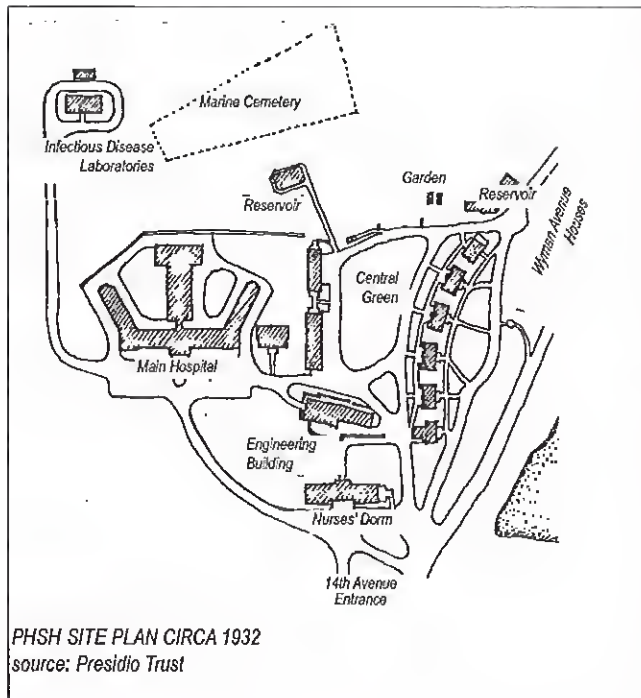 Marine Cemetery
Infectious Disease
Laboratories
Reservoir
Garden
Reservoir
Wyman Avenue
Houses
Central
Green
Main Hospital
Engineering
Building
Nurses' Dorm
14th Avenue
Entrance
PHSH SITE PLAN CIRCA 1932
source: Presidio Trust